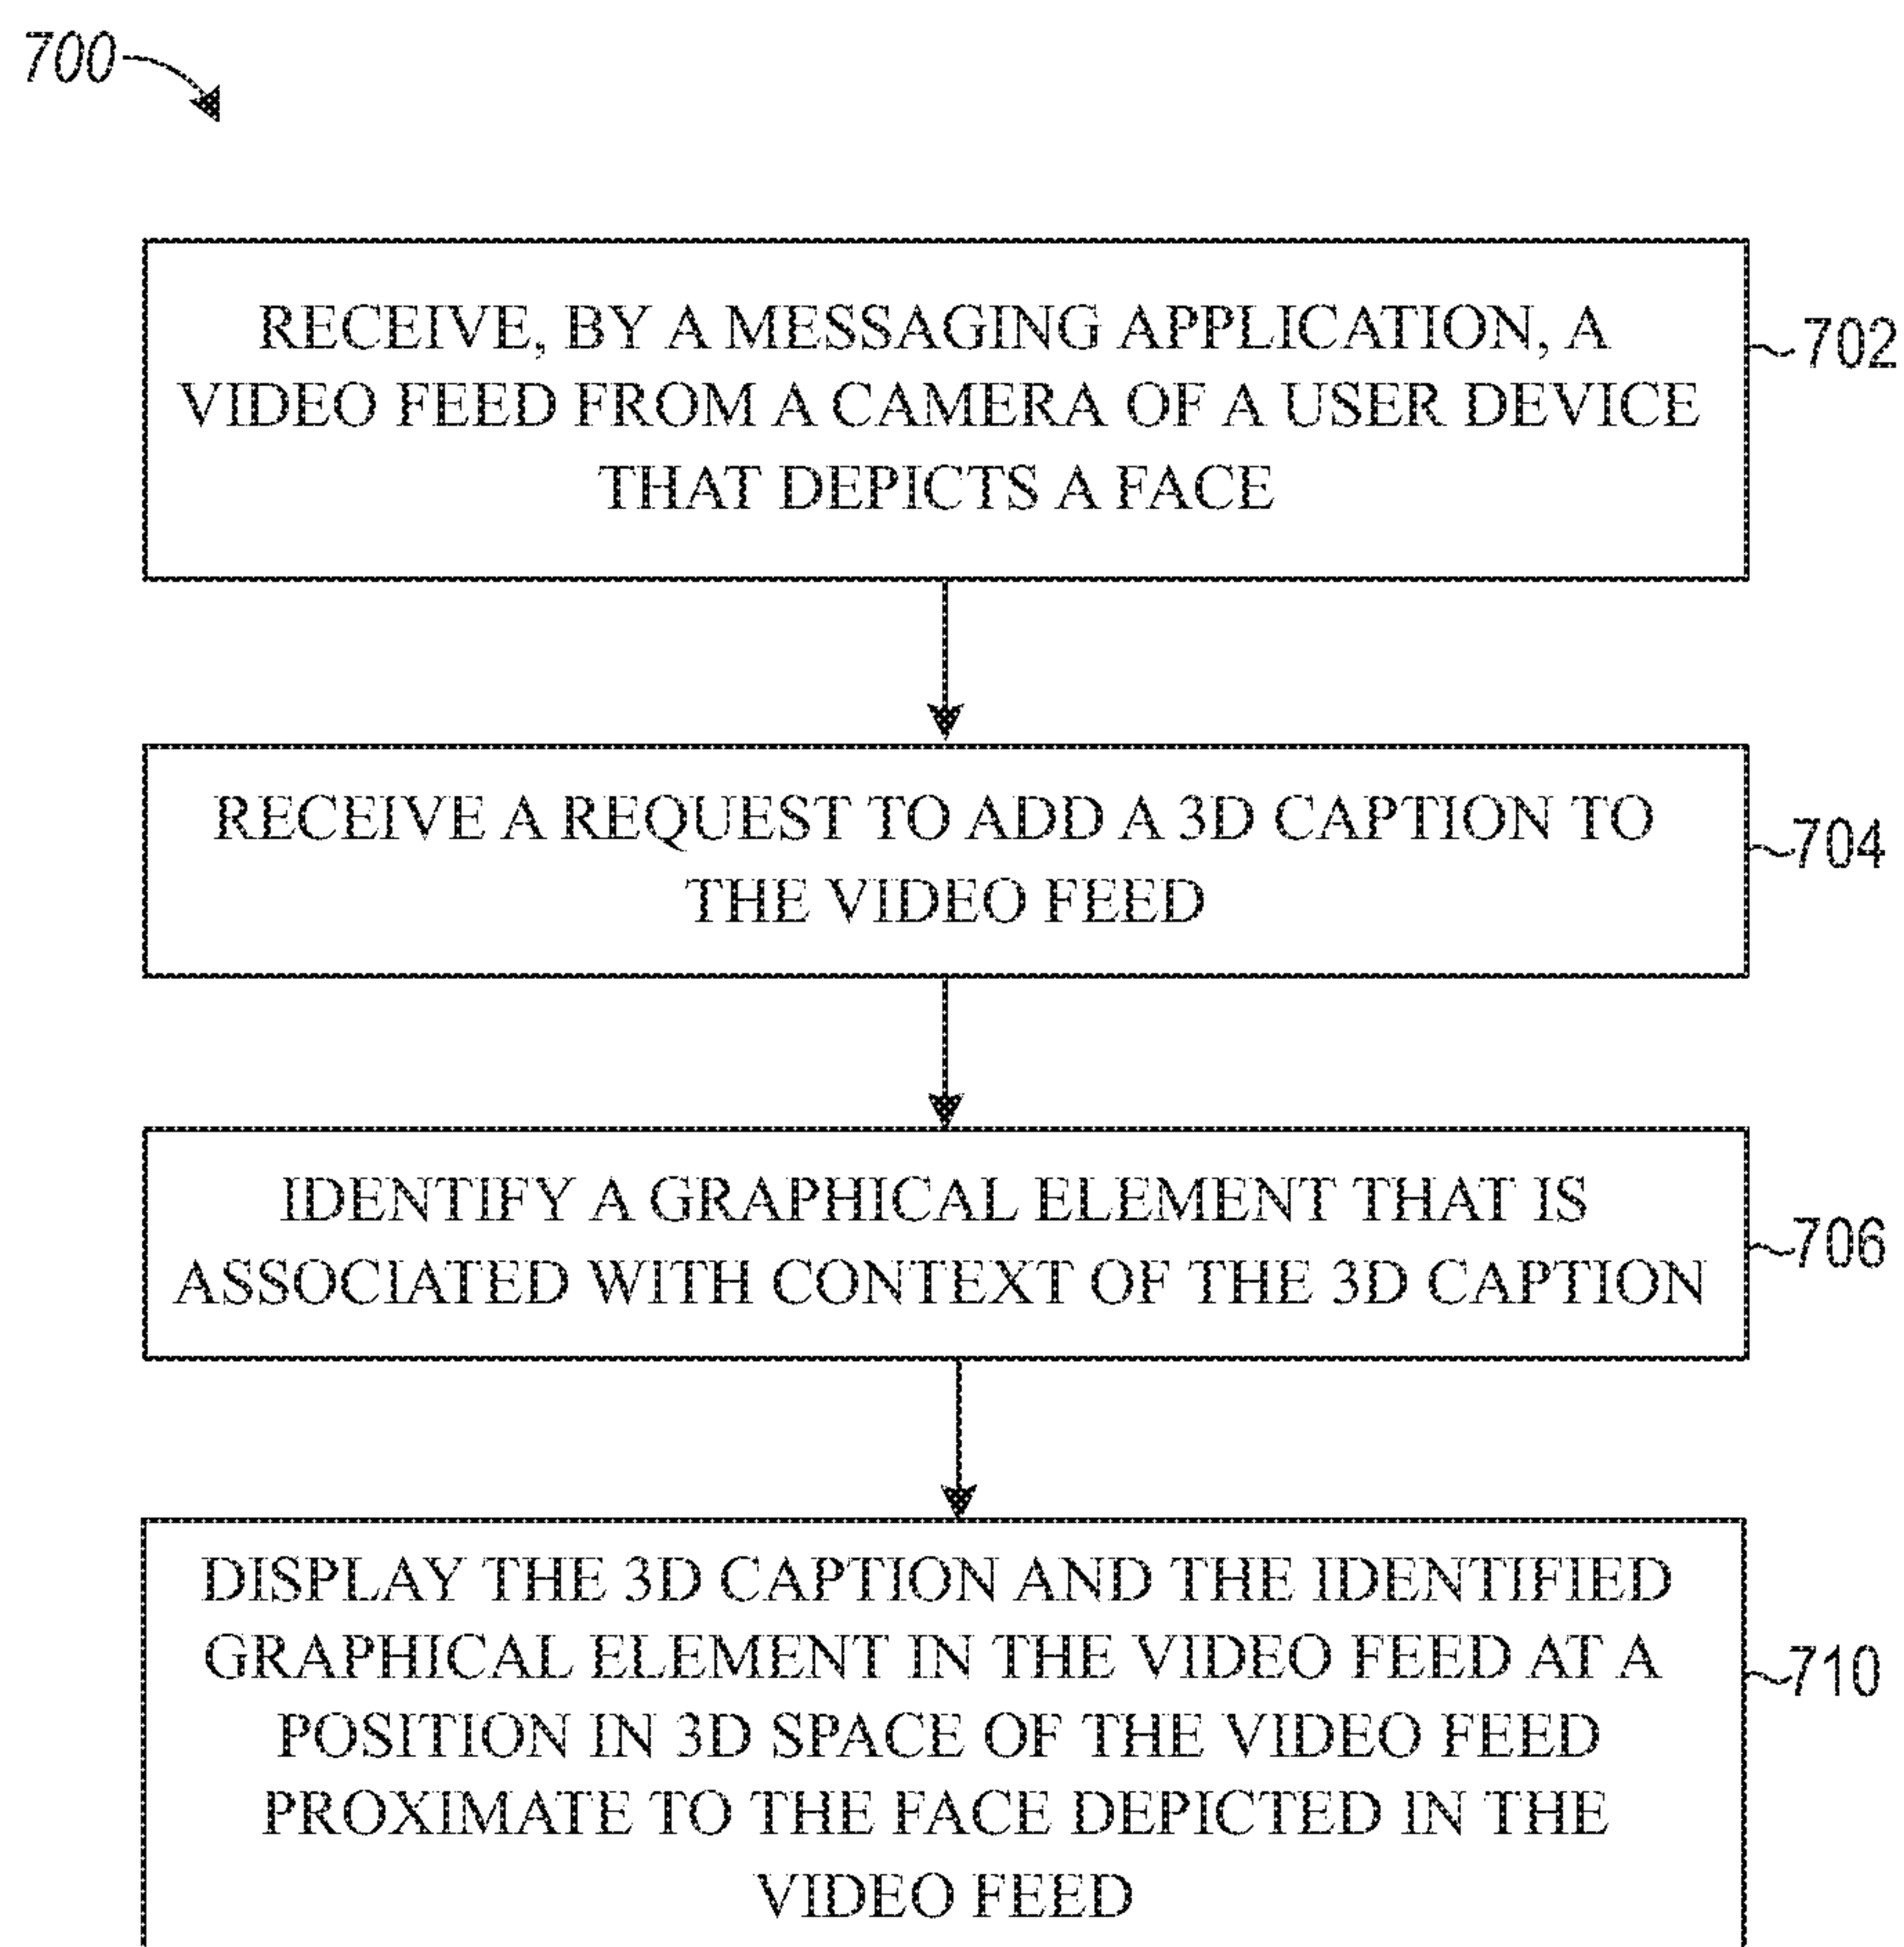 700
RECEIVE, BY A MESSAGING APPLICATION, A
VIDEO FEED FROM A CAMERA OF A USER DEVICE
THAT DEPICTS A FACE
702
RECEIVE A REQUEST TO ADD A 3D CAPTION TO
THE VIDEO FEED
704
IDENTIFY A GRAPHICAL ELEMENT THAT IS
ASSOCIATED WITH CONTEXT OF THE 3D CAPTION
706
DISPLAY THE 3D CAPTION AND THE IDENTIFIED
GRAPHICAL ELEMENT IN THE VIDEO FEED AT A
POSITION IN 3D SPACE OF THE VIDEO FEED
PROXIMATE TO THE FACE DEPICTED IN THE
VIDEO FEED
710